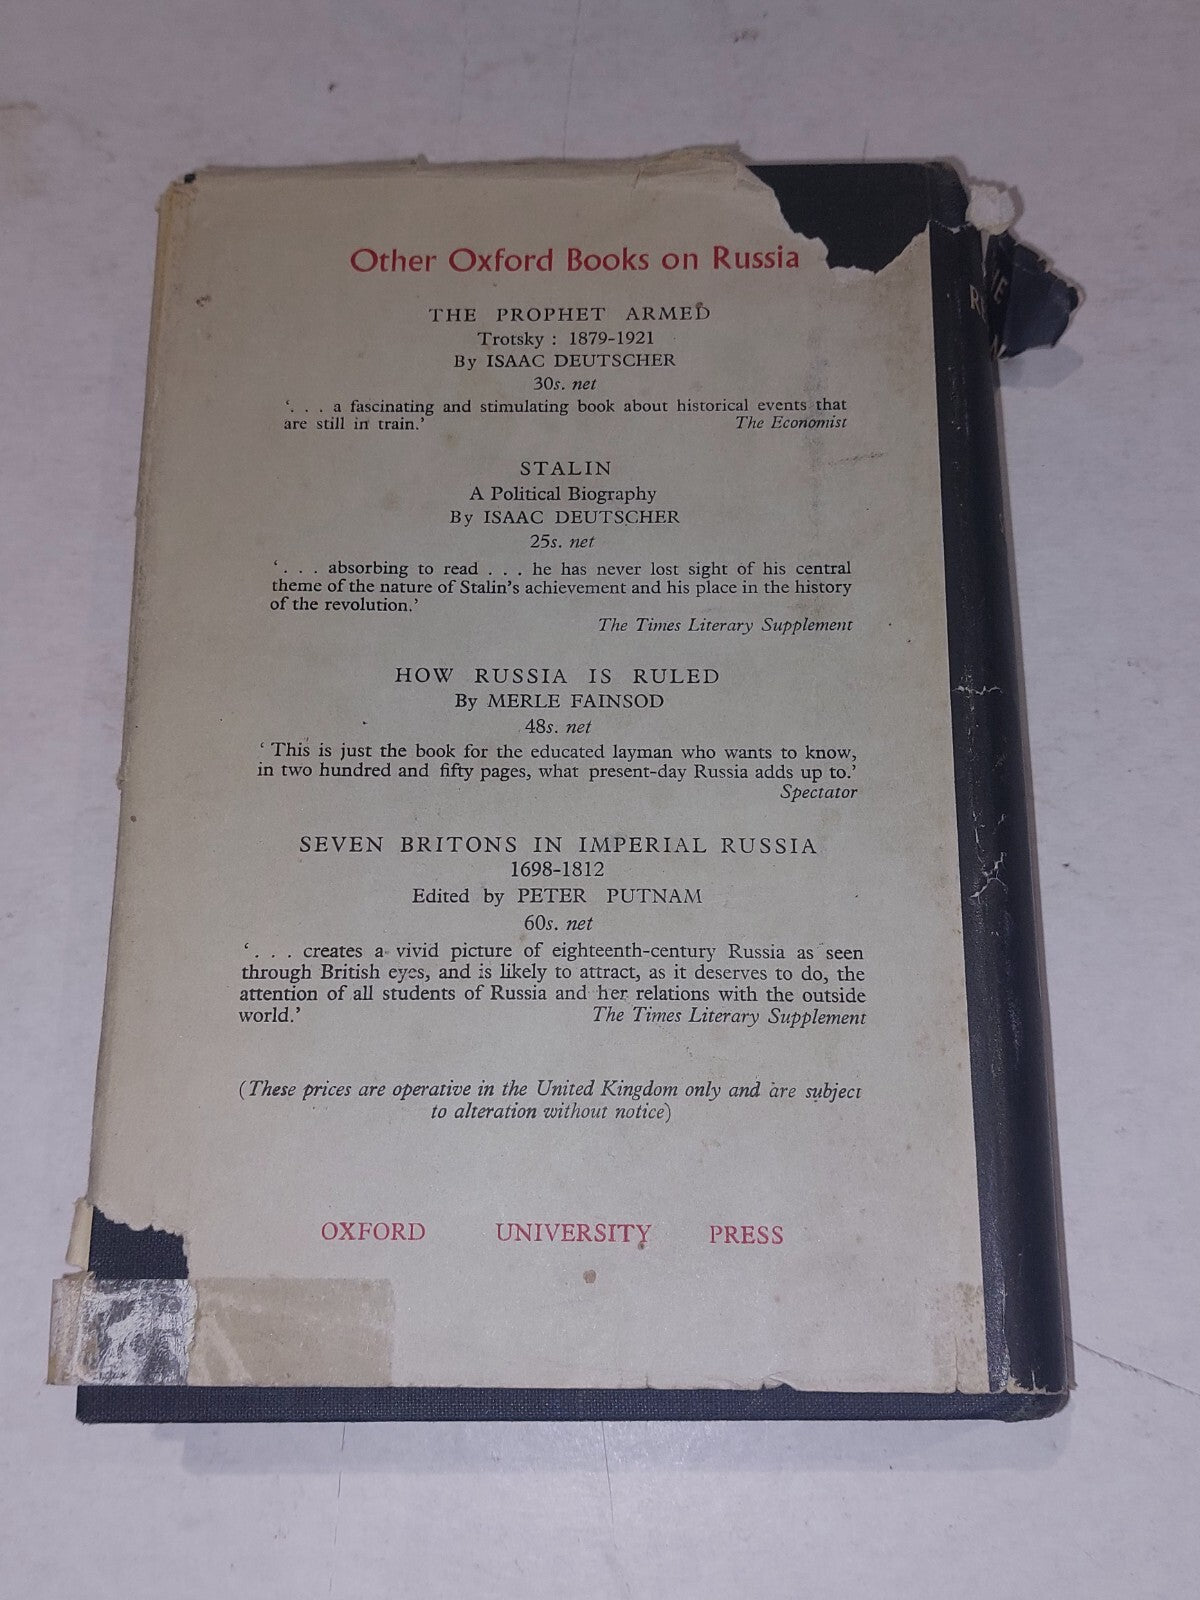 Other Oxford Books on Russia
THE PROPHET ARMED
Trotsky : 1879-1921
By ISAAC DEUTSCHER
30s. net
‘. . . a fascinating and stimulating book about historical events that
are still in train.’ The Economist
STALIN
A Political Biography
By ISAAC DEUTSCHER
25s. net
‘. . . absorbing to read . . . he has never lost sight of his central
theme of the nature of Stalin’s achievement and his place in the history
of the revolution.’
The Times Literary Supplement
HOW RUSSIA IS RULED
By MERLE FAINSOD
48s. net
‘ This is just the book for the educated layman who wants to know,
in two hundred and fifty pages, what present-day Russia adds up to.’
Spectator
SEVEN BRITONS IN IMPERIAL RUSSIA
1698-1812
Edited by PETER PUTNAM
60s. net
‘. . . creates a vivid picture of eighteenth-century Russia as seen
through British eyes, and is likely to attract, as it deserves to do, the
attention of all students of Russia and her relations with the outside
world.’ The Times Literary Supplement
(These prices are operative in the United Kingdom only and are subject
to alteration without notice)
OXFORD UNIVERSITY PRESS